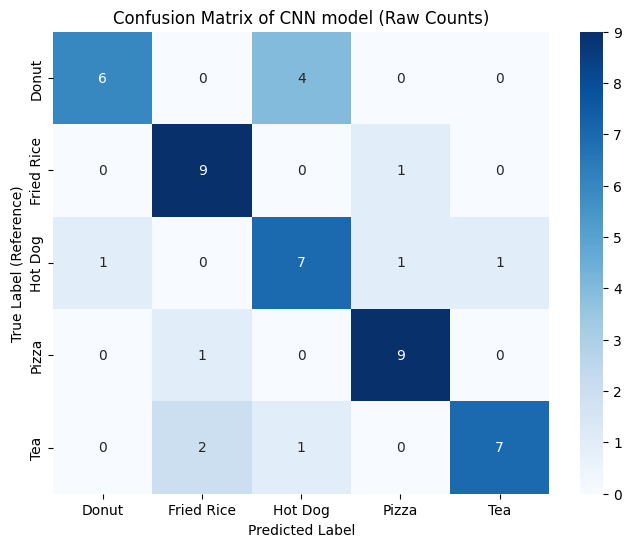 Confusion Matrix of CNN model (Raw Counts)
True Label (Reference)
Donut
6 0 4 0 0
Fried Rice
0 9 0 1 0
Hot Dog
1 0 7 1 1
Pizza
0 1 0 9 0
Tea
0 2 1 0 7
Donut Fried Rice Hot Dog Pizza Tea
Predicted Label
9
8
7
6
5
4
3
2
1
0